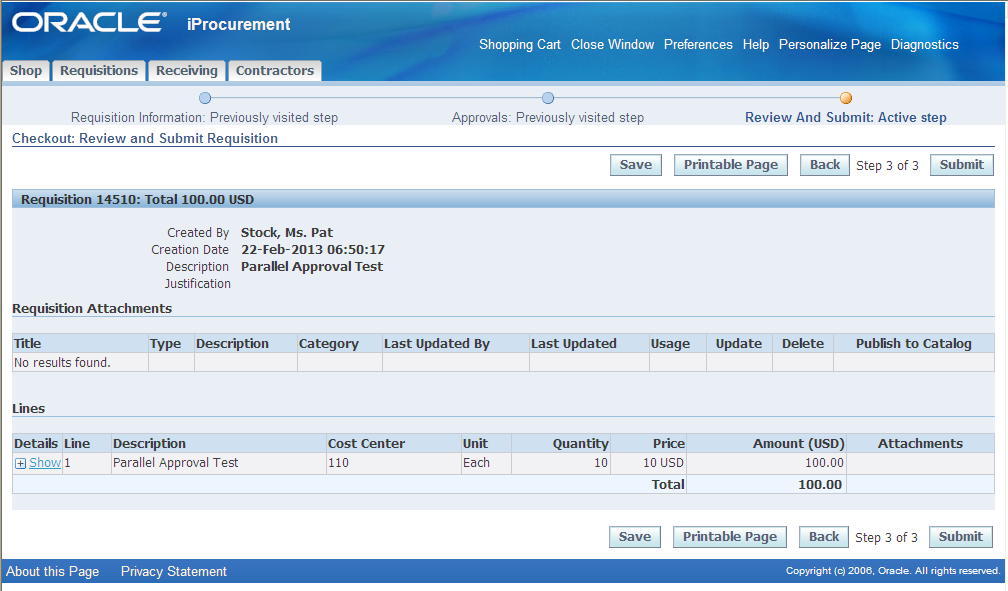 ORACLE® iProcurement
Shopping Cart Close Window Preferences Help Personalize Page Diagnostics
Shop Requisitions Receiving Contractors
Requisition Information: Previously visited step Approvals: Previously visited step Review And Submit: Active step
Checkout: Review and Submit Requisition
Save Printable Page Back Step 3 of 3 Submit
Requisition 14510: Total 100.00 USD
Created By Stock, Ms. Pat
Creation Date 22-Feb-2013 06:50:17
Description Parallel Approval Test
Justification
Requisition Attachments
Title Type Description Category Last Updated By Last Updated Usage Update Delete Publish to Catalog
No results found.
Lines
Details Line Description Cost Center Unit Quantity Price Amount (USD) Attachments
Show 1 Parallel Approval Test 110 Each 10 10 USD 100.00
Total 100.00
Save Printable Page Back Step 3 of 3 Submit
About this Page Privacy Statement Copyright (c) 2006, Oracle. All rights reserved.